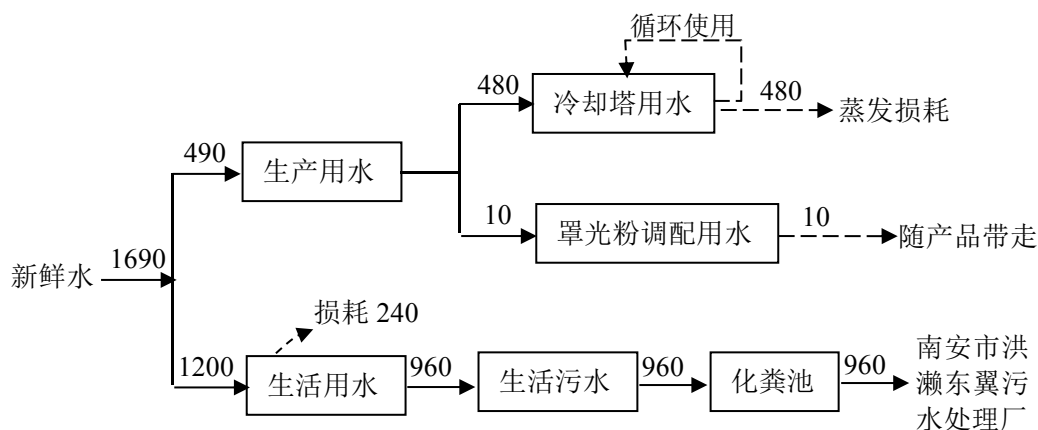 循环使用
480
冷却塔用水
480
蒸发损耗
490
生产用水
10
罩光粉调配用水
10
随产品带走
新鲜水
1690
损耗 240
1200
生活用水
960
生活污水
960
化粪池
960
南安市洪
濑东翼污
水处理厂